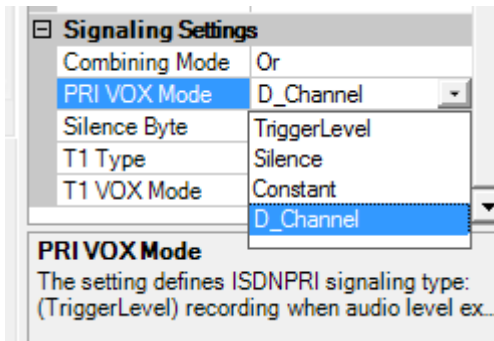 Signaling Settings
Combining Mode Or
PRI VOX Mode D_Channel
Silence Byte TriggerLevel
T1 Type Silence
T1 VOX Mode Constant
D_Channel
PRI VOX Mode
The setting defines ISDNPRI signaling type:
(TriggerLevel) recording when audio level ex...